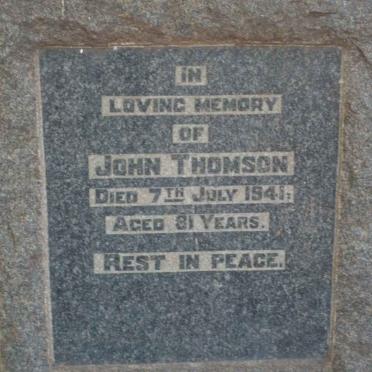 IN
LOVING MEMORY
OF
JOHN THOMSON
DIED 7TH JULY 1941,
AGED 81 YEARS.
REST IN PEACE.